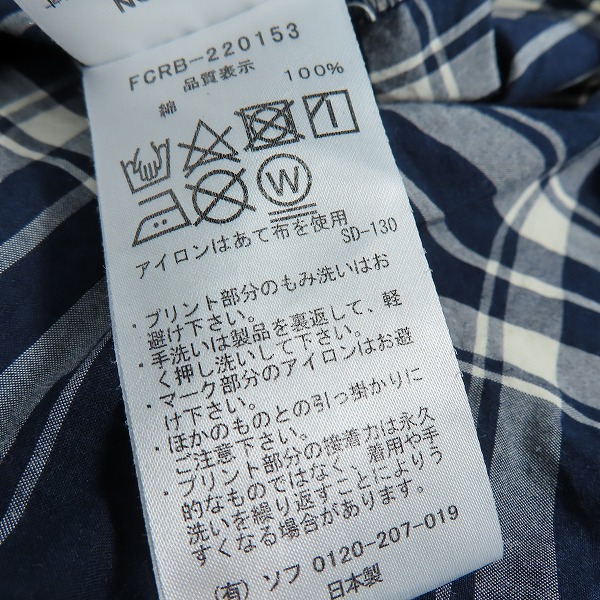 FCRB-220153
品質表示
綿 100%
W
アイロンはあて布を使用
SD-130
・プリント部分のもみ洗いはお
避け下さい。
・手洗いは製品を裏返して、軽
く押し洗いして下さい。
・マーク部分のアイロンはお避
け下さい。
・ほかのものとの引っ掛かりに
ご注意下さい。
・プリント部分の接着力は永久
的なものではなく、着用や手
洗いを繰り返すことによりう
すくなる場合があります。
(有) ソフ 0120-207-019
日本製